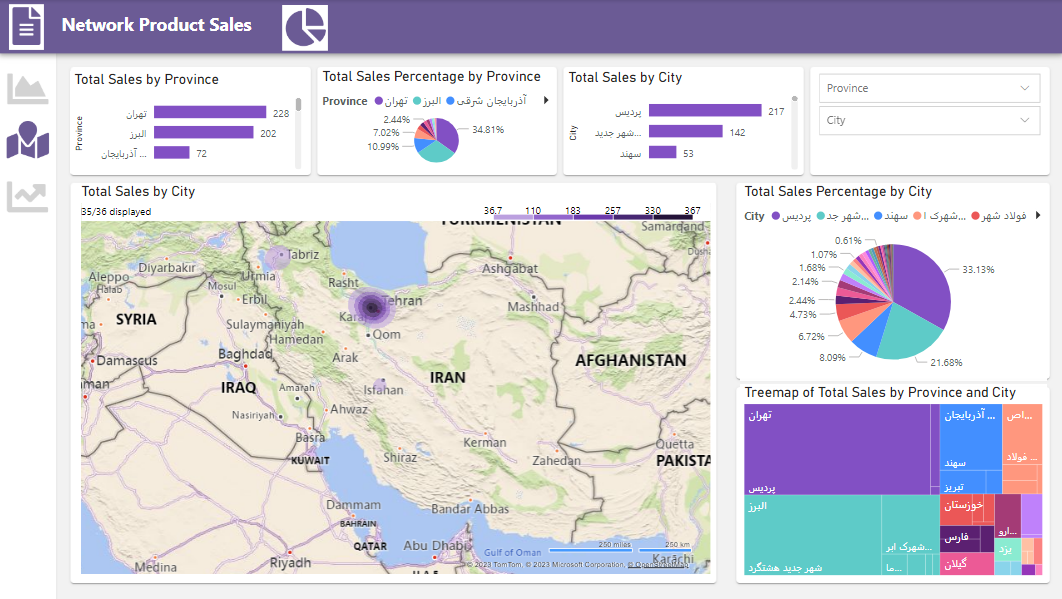 Network Product Sales
Total Sales by Province
Province
تهران 228
البرز 202
آذربایجان ... 72
Total Sales Percentage by Province
Province تهران البرز آذربایجان شرقی
2.44%
7.02%
10.99%
34.81%
Total Sales by City
City
پردیس 217
شهر جدید... 142
سهند 53
Province
City
Total Sales by City
35/36 displayed
36.7 110 183 257 330 367
TURKMENISTAN
Samarqand
Tabriz
Diyarbakir
Aleppo
Halab
Urmia
Mosul
Erbil
Rasht
Ashgabat
Mashhad
Tehran
Qom
SYRIA
Sulaymaniyah
Hamedan
Damascus
Baghdad
Arak
AFGHANISTAN
IRAQ
Amarah
Isfahan
IRAN
Nasiriyah
Ahwaz
Basra
Kerman
Quetta
KUWAIT
Shiraz
Zahedan
PAKISTA
Dammam
Bandar Abbas
BAHRAIN
QATAR
Abu Dhabi
Gulf of Oman
250 miles 250 km
Karāchi
Medina
Riyadh
U.A.E.
© 2023 TomTom, © 2023 Microsoft Corporation, © OpenStreetMap
Total Sales Percentage by City
City پردیس شهر جد... سهند شهرک ا... فولاد شهر
0.61%
1.07%
1.68%
2.14%
2.44%
4.73%
6.72%
8.09%
33.13%
21.68%
Treemap of Total Sales by Province and City
تهران
پردیس
آذربایجان ...
سهند
تبریز
اص...
فولاد ...
البرز
شهر جدید هشتگرد
شهرک ابر...
ما...
خوزستان
فارس
گیلان
ارو...
یزد